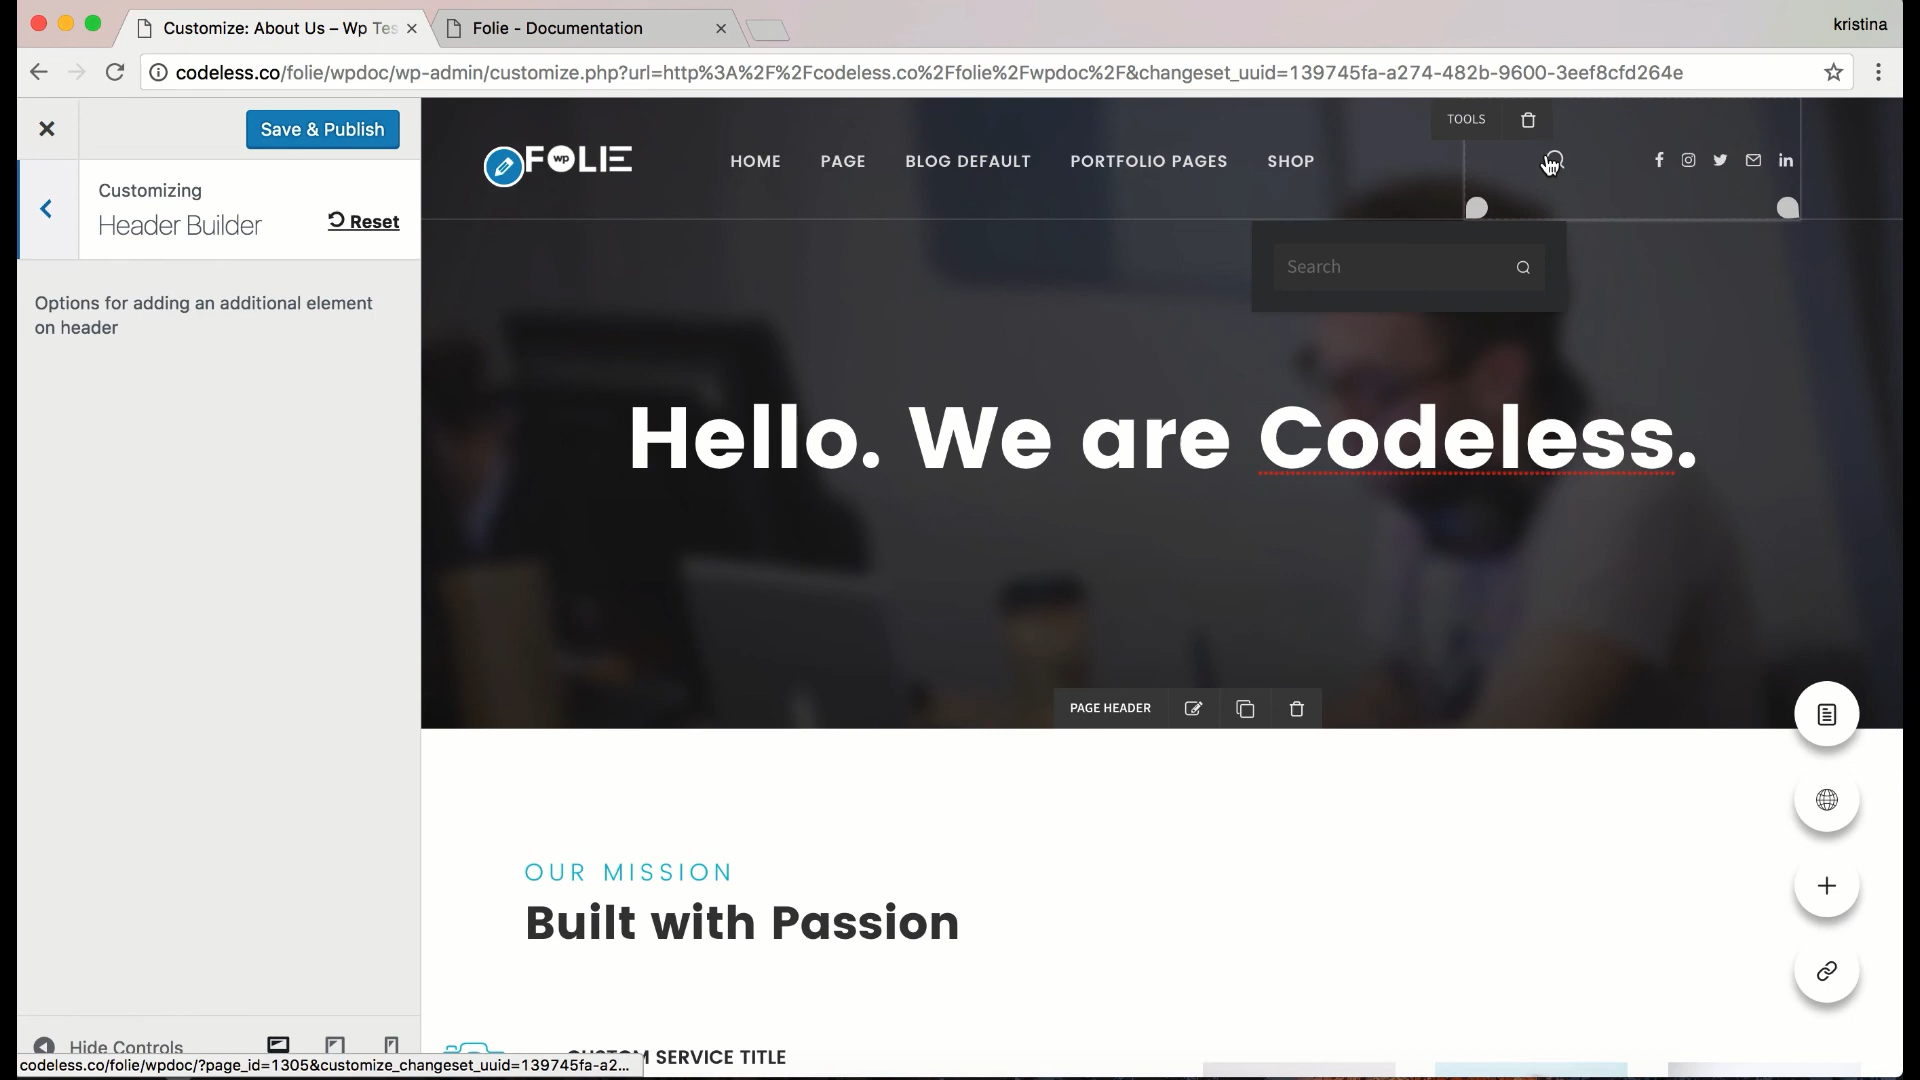 Customize: About Us – Wp Tes
Folie - Documentation
kristina
codeless.co/folie/wpdoc/wp-admin/customize.php?url=http%3A%2F%2Fcodeless.co%2Ffolie%2Fwpdoc%2F&changeset_uuid=139745fa-a274-482b-9600-3eef8cfd264e
Save & Publish
Customizing
Header Builder
Reset
Options for adding an additional element
on header
TOOLS
FOLIE
wp
HOME
PAGE
BLOG DEFAULT
PORTFOLIO PAGES
SHOP
Search
Hello. We are Codeless.
PAGE HEADER
OUR MISSION
Built with Passion
Hide Controls
CUSTOM SERVICE TITLE
codeless.co/folie/wpdoc/?page_id=1305&customize_changeset_uuid=139745fa-a2...